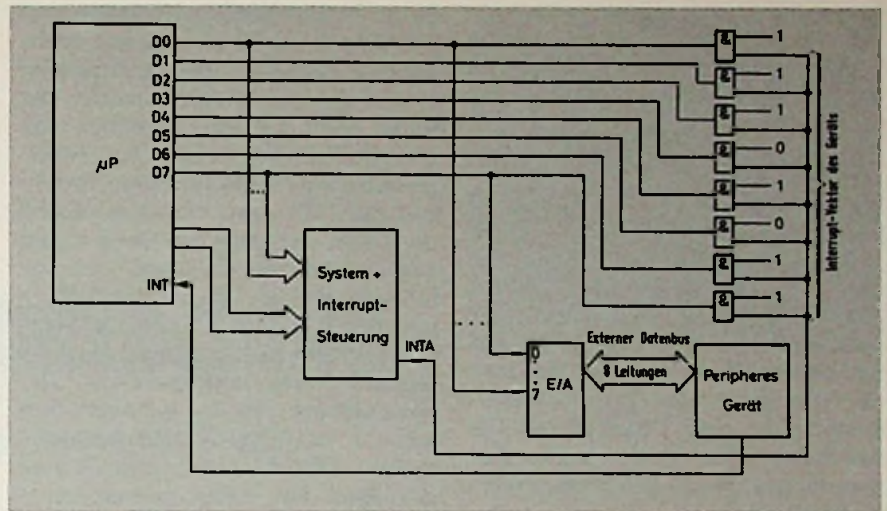 D0
D1
D2
D3
D4
D5
D6
D7
µP
INT
System +
Interrupt-
Steuerung
INTA
&
1
&
1
&
1
&
0
&
1
&
0
&
1
&
1
Interrupt-Vektor des Geräts
Externer Datenbus
8 Leitungen
0
7
E/A
Peripheres
Gerät